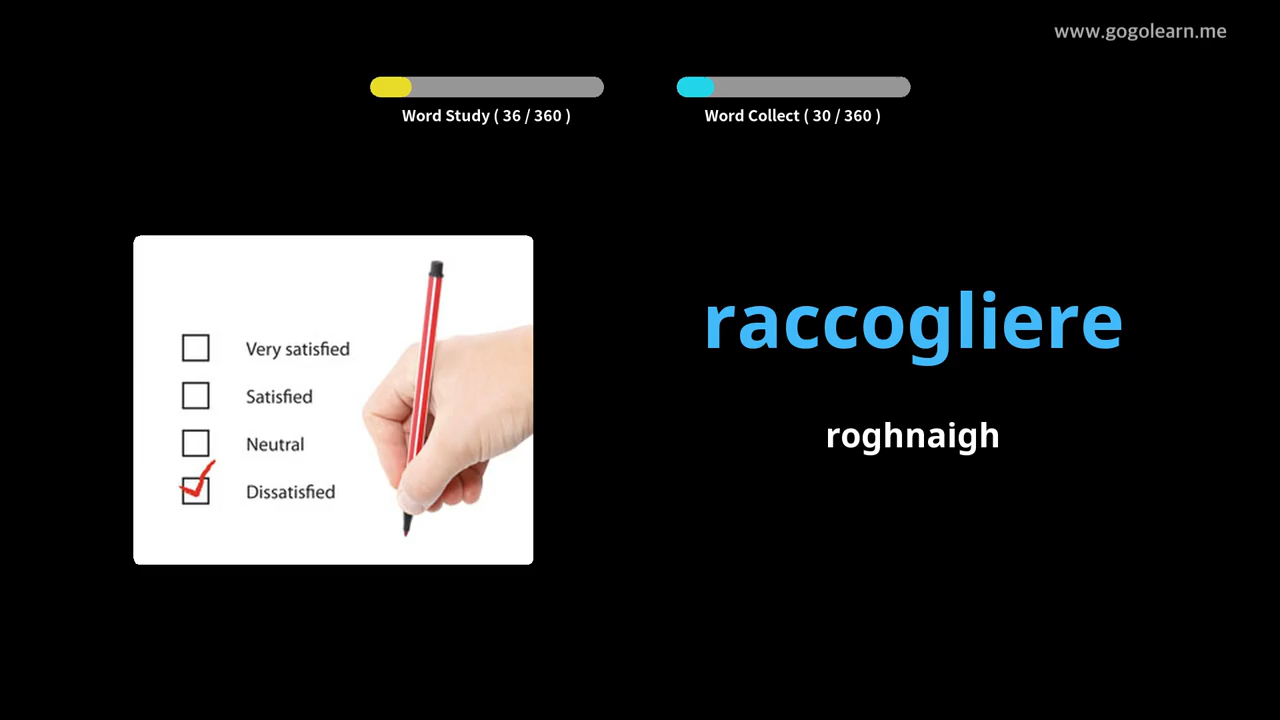 www.gogolearn.me
Word Study ( 36 / 360 )
Word Collect ( 30 / 360 )
Very satisfied
Satisfied
Neutral
Dissatisfied
raccogliere
roghnaigh